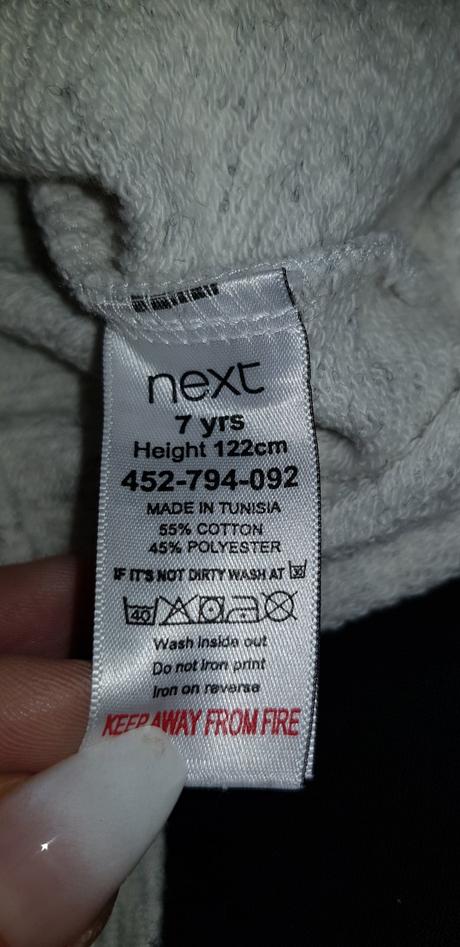 next
7 yrs
Height 122cm
452-794-092
MADE IN TUNISIA
55% COTTON
45% POLYESTER
IF IT'S NOT DIRTY WASH AT 30
40
Wash inside out
Do not iron print
Iron on reverse
KEEP AWAY FROM FIRE